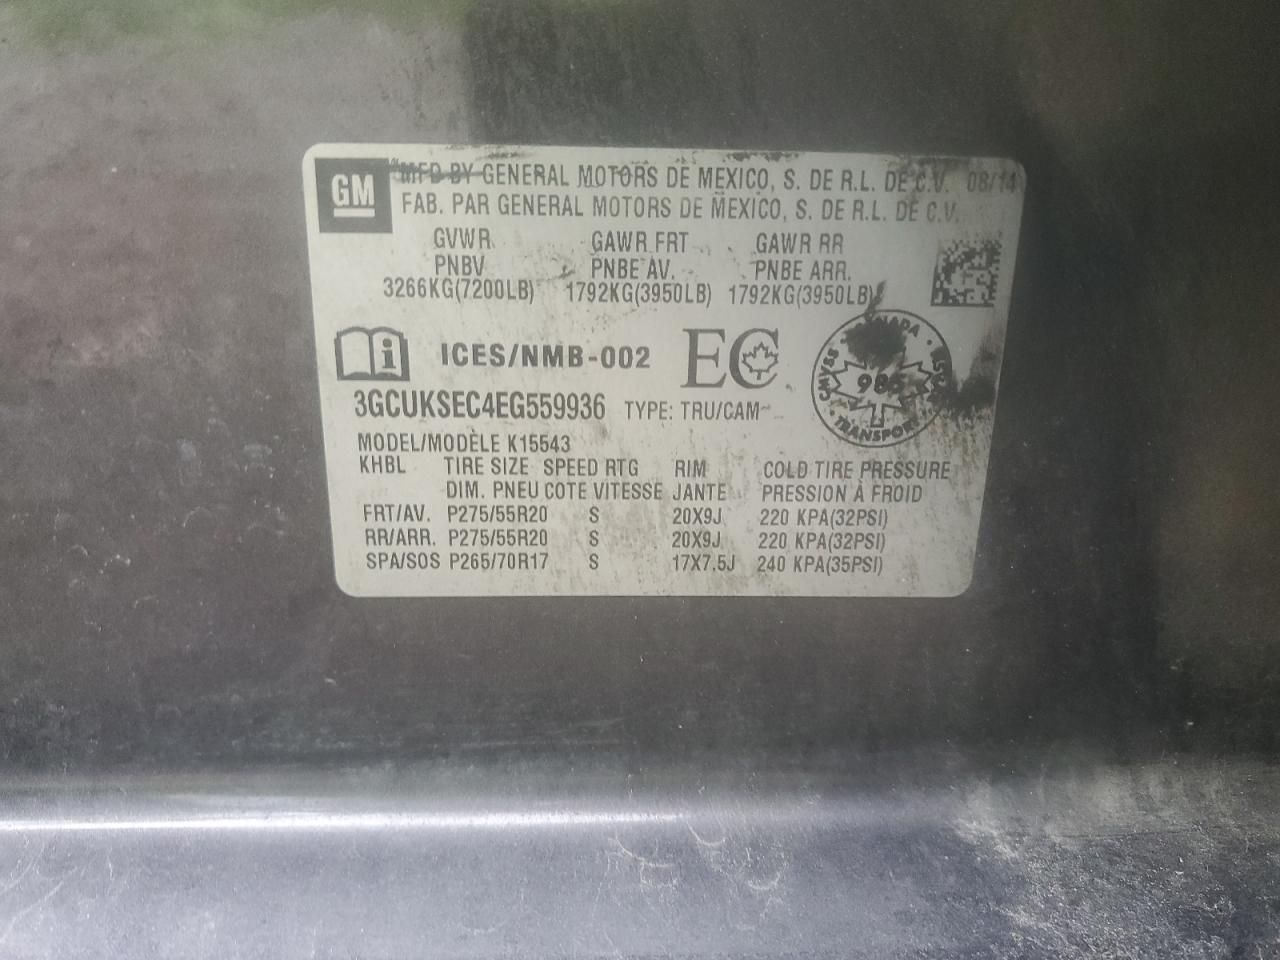 GM
MFD BY GENERAL MOTORS DE MEXICO, S. DE R.L. DE C.V. 08/14
FAB. PAR GENERAL MOTORS DE MEXICO, S. DE R.L. DE C.V.
GVWR GAWR FRT GAWR RR
PNBV PNBE AV. PNBE ARR.
3266KG(7200LB) 1792KG(3950LB) 1792KG(3950LB)
ICES/NMB-002 EC
CANADA
CMVSS
TRANSPORT
3GCUKSEC4EG559936 TYPE: TRU/CAM
MODEL/MODÈLE K15543
KHBL TIRE SIZE SPEED RTG RIM COLD TIRE PRESSURE
DIM. PNEU COTE VITESSE JANTE PRESSION À FROID
FRT/AV. P275/55R20 S 20X9J 220 KPA(32PSI)
RR/ARR. P275/55R20 S 20X9J 220 KPA(32PSI)
SPA/SOS P265/70R17 S 17X7.5J 240 KPA(35PSI)